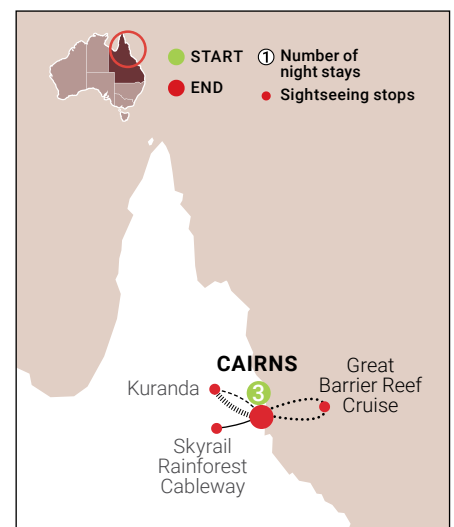 START
END
1 Number of
night stays
Sightseeing stops
CAIRNS
3
Kuranda
Great
Barrier Reef
Cruise
Skyrail
Rainforest
Cableway